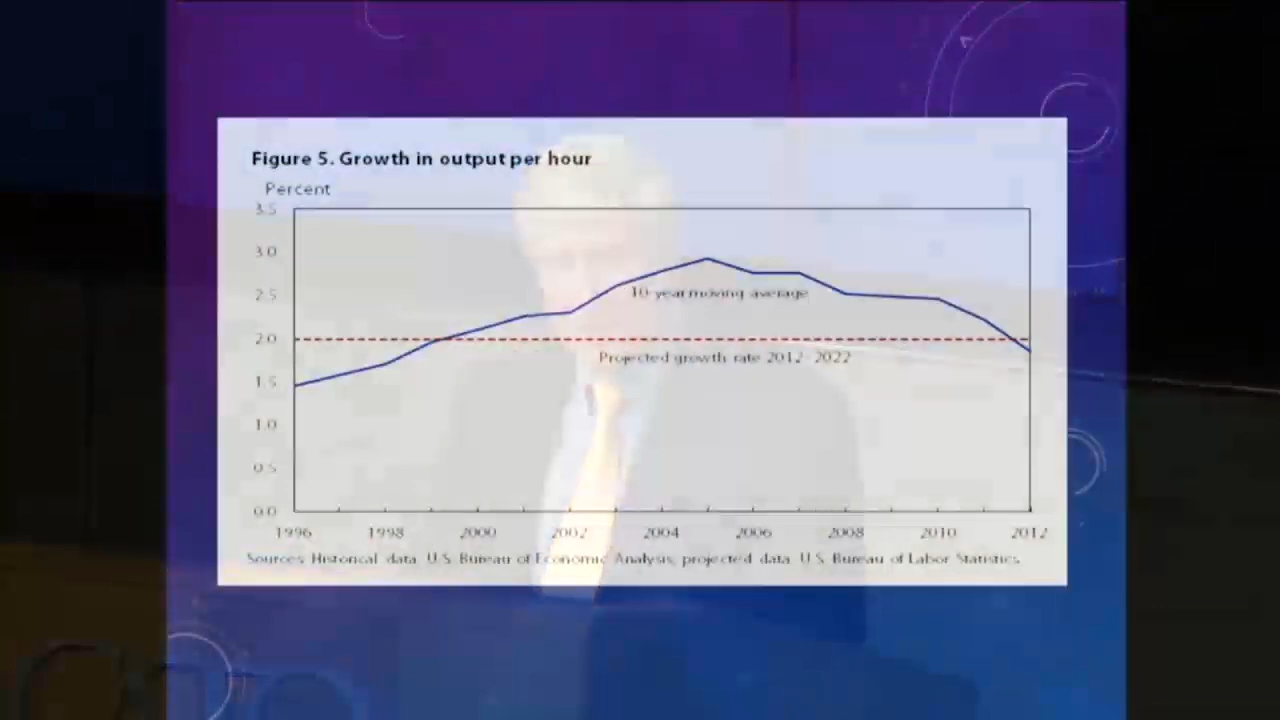 Figure 5. Growth in output per hour
Percent
3.5
3.0
2.5
10-year moving average
2.0
Projected growth rate 2012-2022
1.5
1.0
0.5
0.0
1996 1998 2000 2002 2004 2006 2008 2010 2012
Sources: Historical data, U.S. Bureau of Economic Analysis; projected data, U.S. Bureau of Labor Statistics.